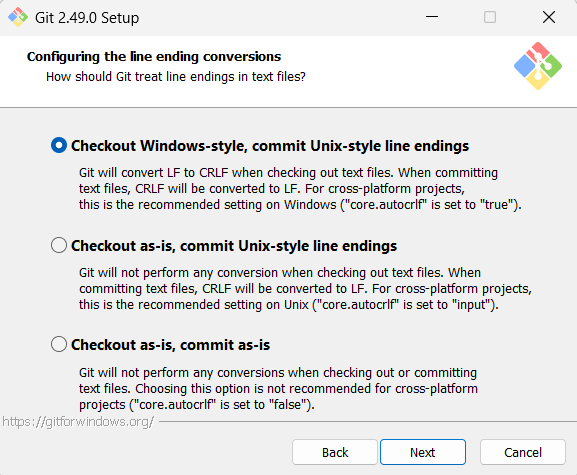 Git 2.49.0 Setup
Configuring the line ending conversions
How should Git treat line endings in text files?
Checkout Windows-style, commit Unix-style line endings
Git will convert LF to CRLF when checking out text files. When committing
text files, CRLF will be converted to LF. For cross-platform projects,
this is the recommended setting on Windows ("core.autocrlf" is set to "true").
Checkout as-is, commit Unix-style line endings
Git will not perform any conversion when checking out text files. When
committing text files, CRLF will be converted to LF. For cross-platform projects,
this is the recommended setting on Unix ("core.autocrlf" is set to "input").
Checkout as-is, commit as-is
Git will not perform any conversions when checking out or committing
text files. Choosing this option is not recommended for cross-platform
projects ("core.autocrlf" is set to "false").
https://gitforwindows.org/
Back Next Cancel